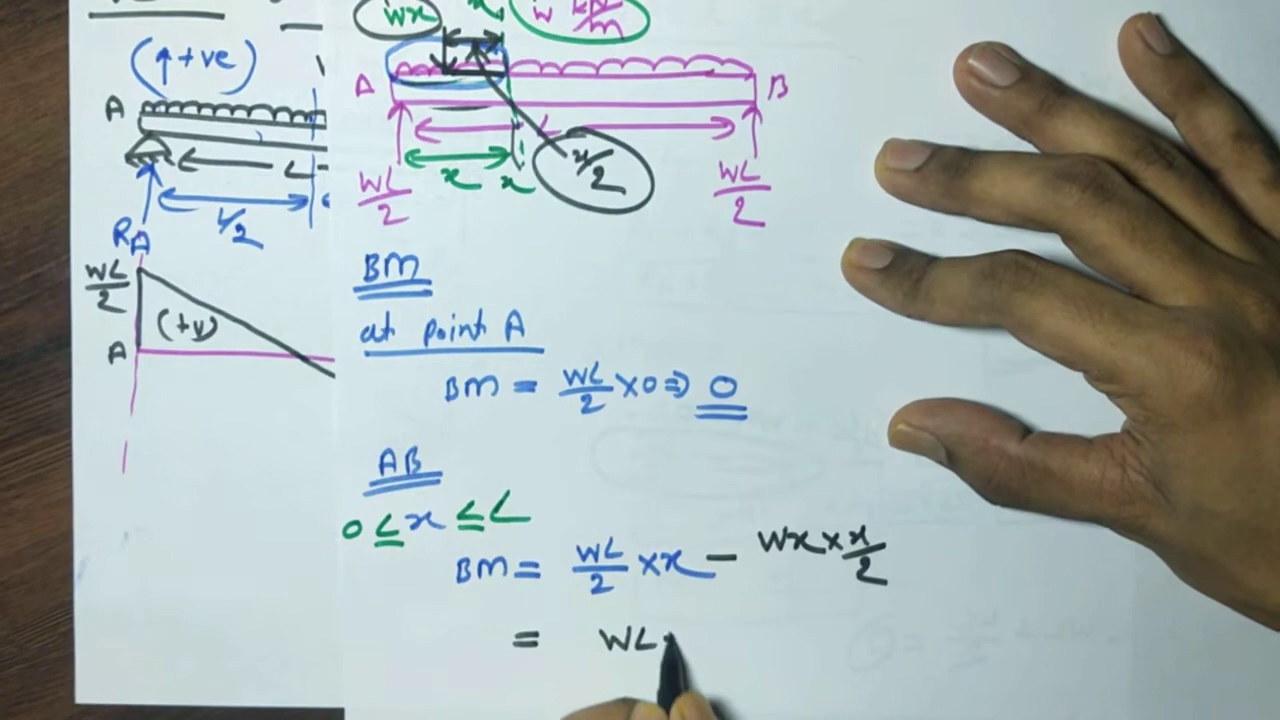 (↑+ve)
A
L
L/2
RA
WL/2
(+v)
A
wx x w kN/m
A B
x x x/2
WL/2 WL/2
BM
at point A
BM = WL/2 × 0 ⇒ 0
AB
0 ≤ x ≤ L
BM = WL/2 × x - Wx × x/2
= WL